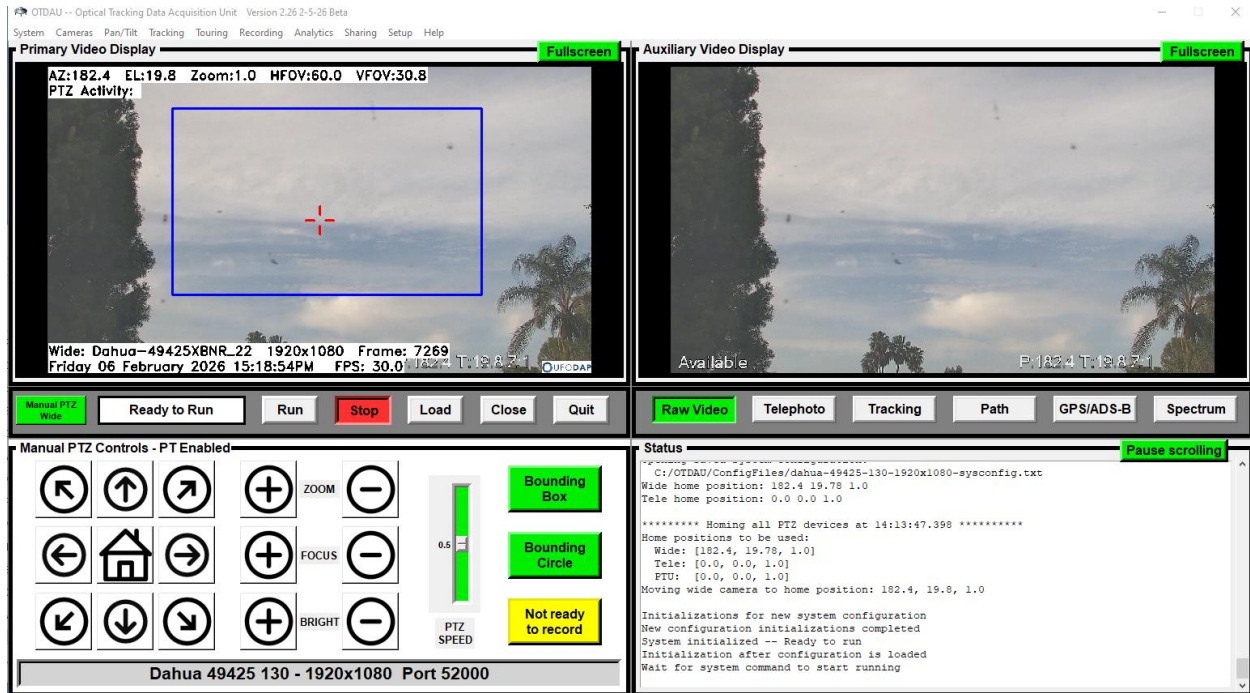 OTDAU -- Optical Tracking Data Acquisition Unit Version 2.26 2-5-26 Beta
System Cameras Pan/Tilt Tracking Touring Recording Analytics Sharing Setup Help
Primary Video Display
Fullscreen
AZ:182.4 EL:19.8 Zoom:1.0 HFOV:60.0 VFOV:30.8
PTZ Activity:
Wide: Dahua-49425XBNR_22 1920x1080 Frame: 7269
Friday 06 February 2026 15:18:54PM FPS: 30.0
T:19.8 Z:1
UFODAP
Auxiliary Video Display
Fullscreen
Available
P:182.4 T:19.8 Z:1
Manual PTZ
Wide
Ready to Run
Run
Stop
Load
Close
Quit
Raw Video
Telephoto
Tracking
Path
GPS/ADS-B
Spectrum
Manual PTZ Controls - PT Enabled
ZOOM
FOCUS
BRIGHT
0.5
PTZ
SPEED
Bounding
Box
Bounding
Circle
Not ready
to record
Dahua 49425 130 - 1920x1080 Port 52000
Status
Pause scrolling
C:/OTDAU/ConfigFiles/dahua-49425-130-1920x1080-sysconfig.txt
Wide home position: 182.4 19.78 1.0
Tele home position: 0.0 0.0 1.0
********* Homing all PTZ devices at 14:13:47.398 **********
Home positions to be used:
Wide: [182.4, 19.78, 1.0]
Tele: [0.0, 0.0, 1.0]
PTU: [0.0, 0.0, 1.0]
Moving wide camera to home position: 182.4, 19.8, 1.0
Initializations for new system configuration
New configuration initializations completed
System initialized -- Ready to run
Initialization after configuration is loaded
Wait for system command to start running